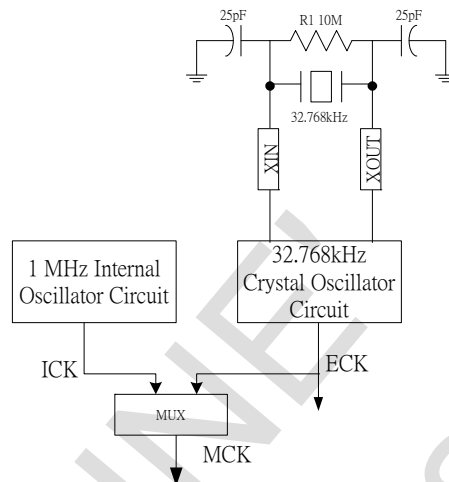 25pF
R1 10M
25pF
32.768kHz
XIN
XOUT
1 MHz Internal
Oscillator Circuit
32.768kHz
Crystal Oscillator
Circuit
ICK
ECK
MUX
MCK